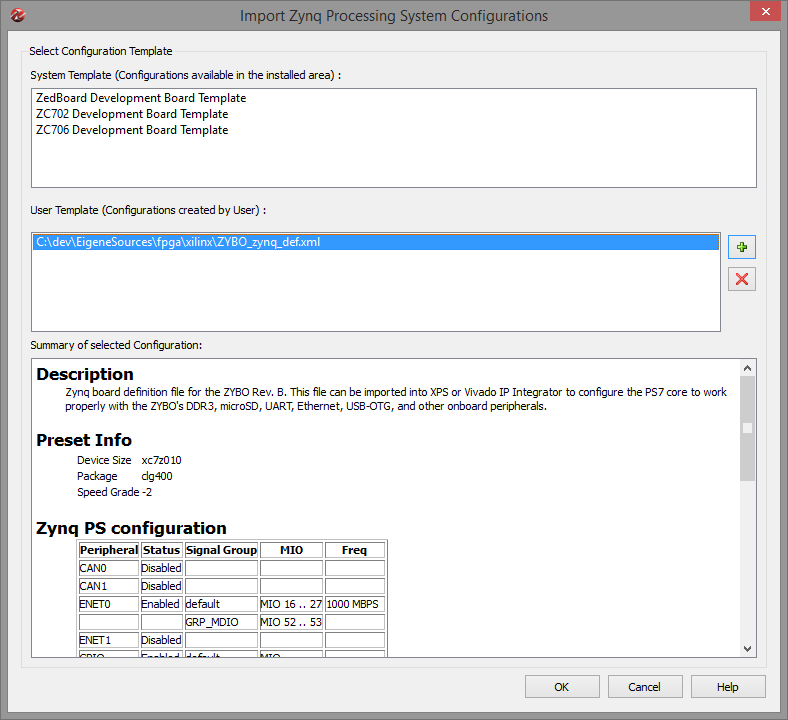 Import Zynq Processing System Configurations
Select Configuration Template
System Template (Configurations available in the installed area) :
ZedBoard Development Board Template
ZC702 Development Board Template
ZC706 Development Board Template
User Template (Configurations created by User) :
C:\dev\EigeneSources\fpga\xilinx\ZYBO_zynq_def.xml
Summary of selected Configuration:
Description
Zynq board definition file for the ZYBO Rev. B. This file can be imported into XPS or Vivado IP Integrator to configure the PS7 core to work
properly with the ZYBO's DDR3, microSD, UART, Ethernet, USB-OTG, and other onboard peripherals.
Preset Info
Device Size xc7z010
Package clg400
Speed Grade -2
Zynq PS configuration
Peripheral Status Signal Group MIO Freq
CAN0 Disabled
CAN1 Disabled
ENET0 Enabled default MIO 16 .. 27 1000 MBPS
GRP_MDIO MIO 52 .. 53
ENET1 Disabled
GPIO Enabled default MIO
OK Cancel Help